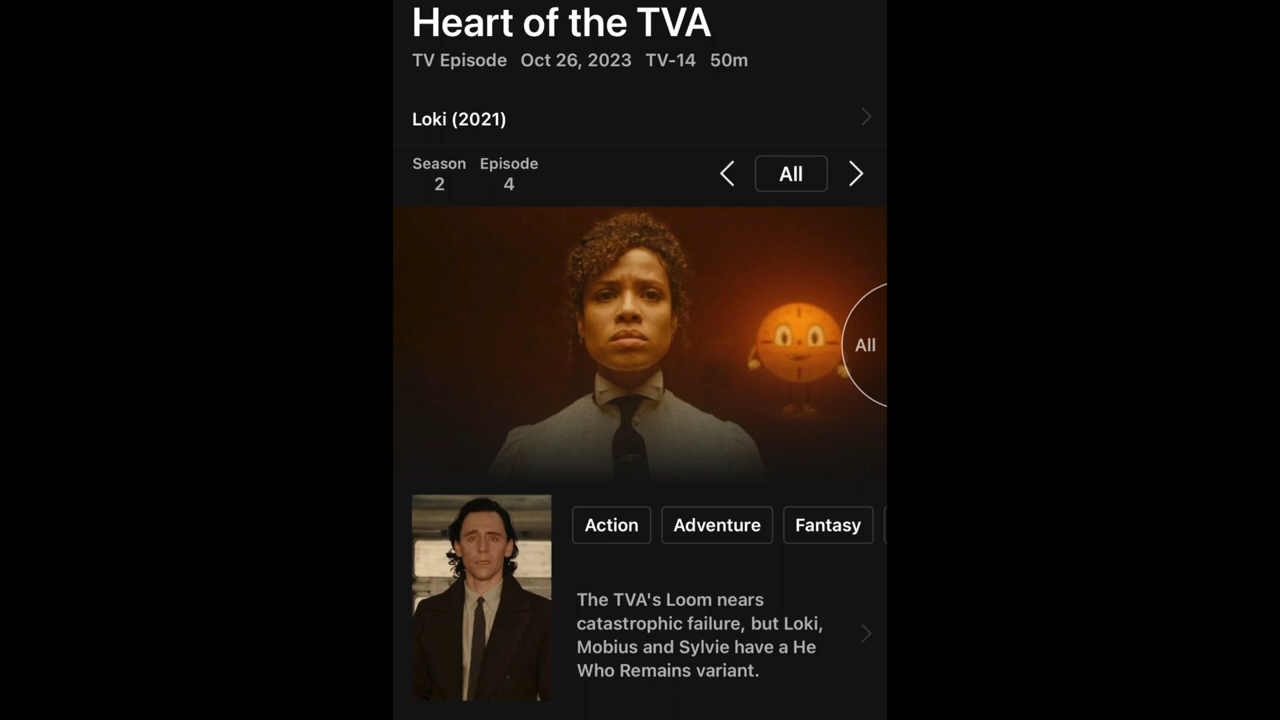 Heart of the TVA
TV Episode Oct 26, 2023 TV-14 50m
Loki (2021)
Season Episode
2 4
All
All
Action Adventure Fantasy
The TVA's Loom nears
catastrophic failure, but Loki,
Mobius and Sylvie have a He
Who Remains variant.